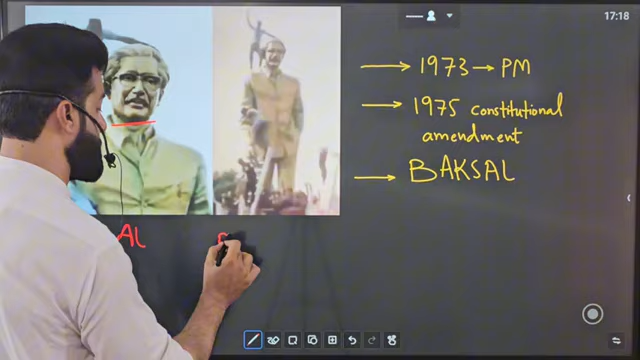 17:18
→ 1973 → PM
→ 1975 constitutional
amendment
→ BAKSAL
AL